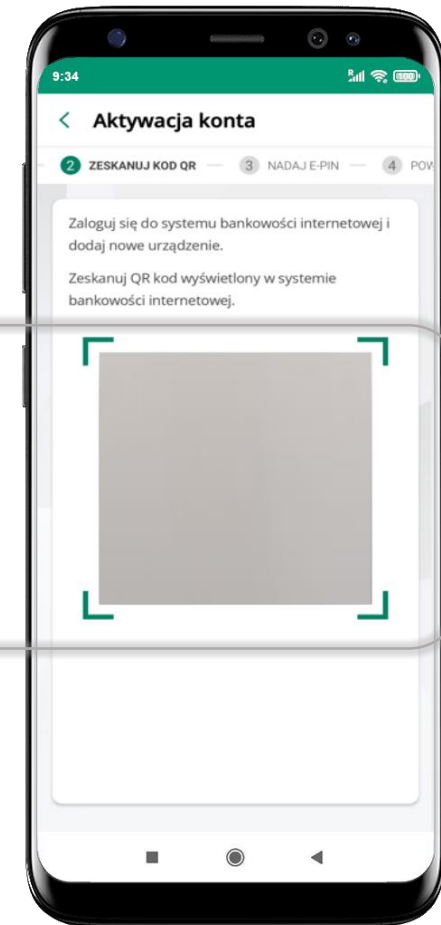 9:34
Aktywacja konta
2 ZESKANUJ KOD QR 3 NADAJ E-PIN 4
Zaloguj się do systemu bankowości internetowej i
dodaj nowe urządzenie.
Zeskanuj QR kod wyświetlony w systemie
bankowości internetowej.